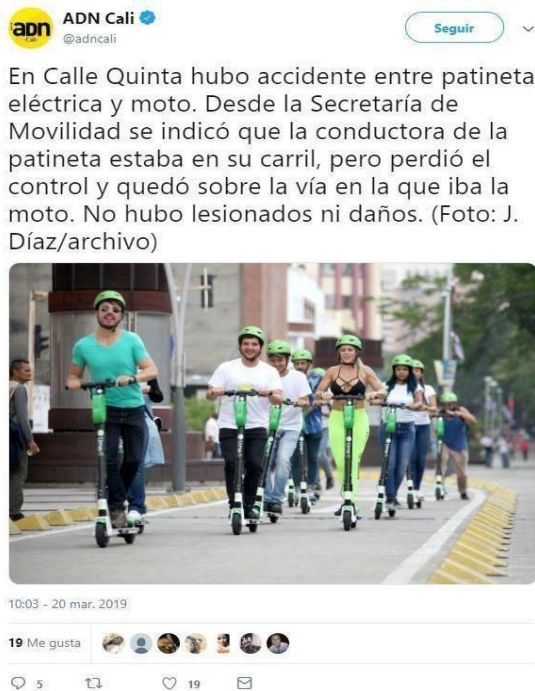 adn
Cali
ADN Cali
@adncali
Seguir
En Calle Quinta hubo accidente entre patineta
eléctrica y moto. Desde la Secretaría de
Movilidad se indicó que la conductora de la
patineta estaba en su carril, pero perdió el
control y quedó sobre la vía en la que iba la
moto. No hubo lesionados ni daños. (Foto: J.
Díaz/archivo)
10:03 - 20 mar. 2019
19 Me gusta
5
19